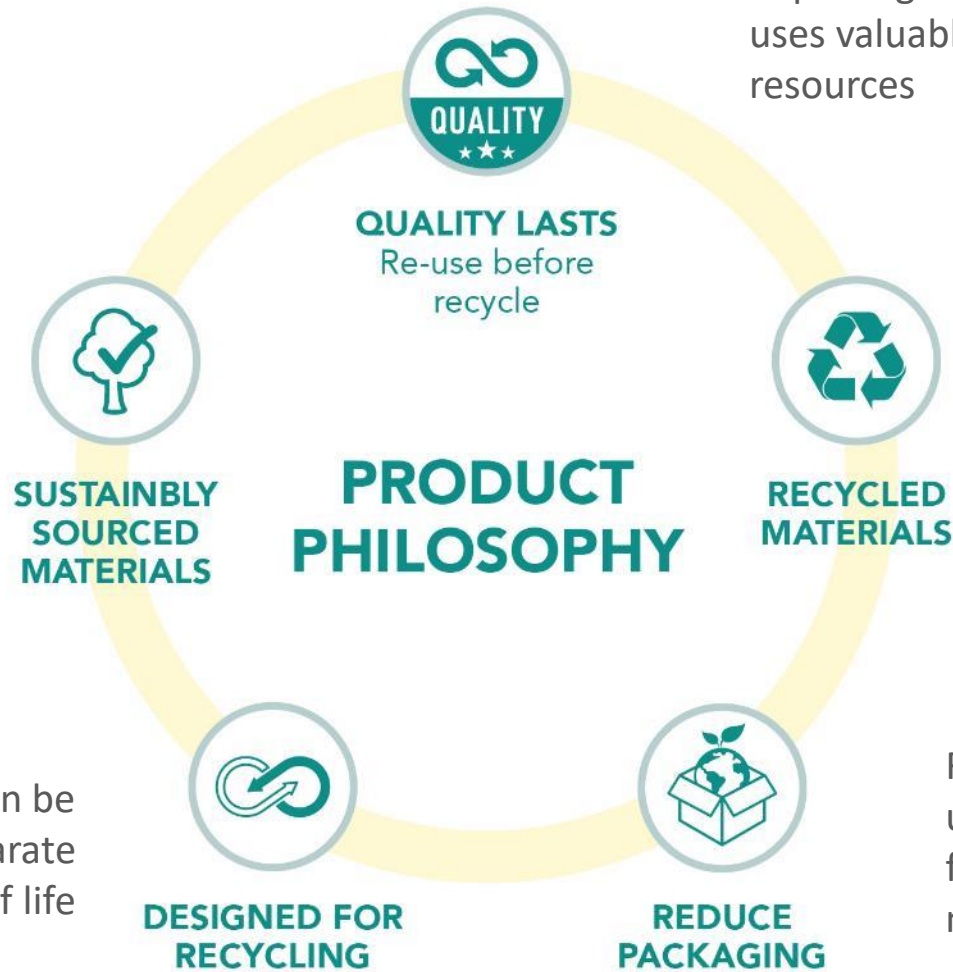 uses valuabl
resources
QUALITY
QUALITY LASTS
Re-use before
recycle
SUSTAINBLY
SOURCED
MATERIALS
PRODUCT
PHILOSOPHY
RECYCLED
MATERIALS
n be
arate
f life
DESIGNED FOR
RECYCLING
REDUCE
PACKAGING